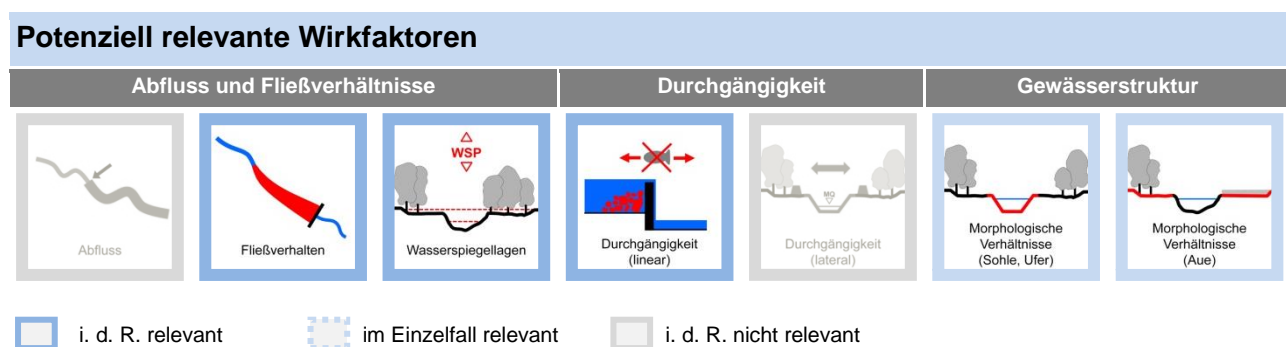 Potenziell relevante Wirkfaktoren
Abfluss und Fließverhältnisse
Durchgängigkeit
Gewässerstruktur
Abfluss
Fließverhalten
WSP
Wasserspiegellagen
Durchgängigkeit
(linear)
MQ
Durchgängigkeit
(lateral)
Morphologische
Verhältnisse
(Sohle, Ufer)
Morphologische
Verhältnisse
(Aue)
i. d. R. relevant
im Einzelfall relevant
i. d. R. nicht relevant